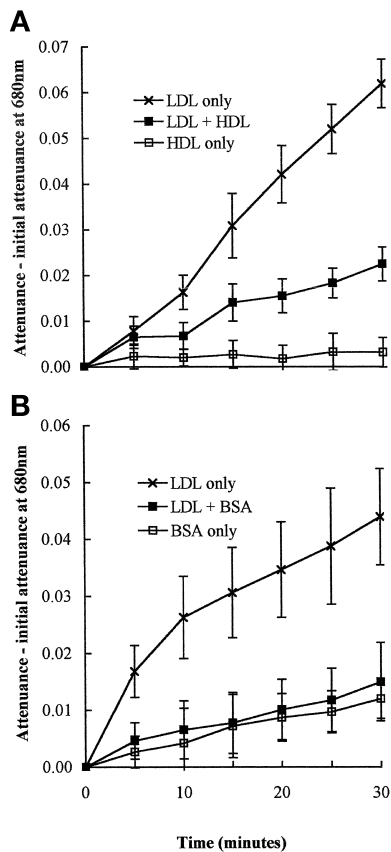 A
0.07
0.06
0.05
0.04
0.03
0.02
0.01
0.00
Attenuance - initial attenuance at 680nm
LDL only
LDL + HDL
HDL only
B
0.06
0.05
0.04
0.03
0.02
0.01
0.00
Attenuance - initial attenuance at 680nm
LDL only
LDL + BSA
BSA only
0 10 20 30
Time (minutes)